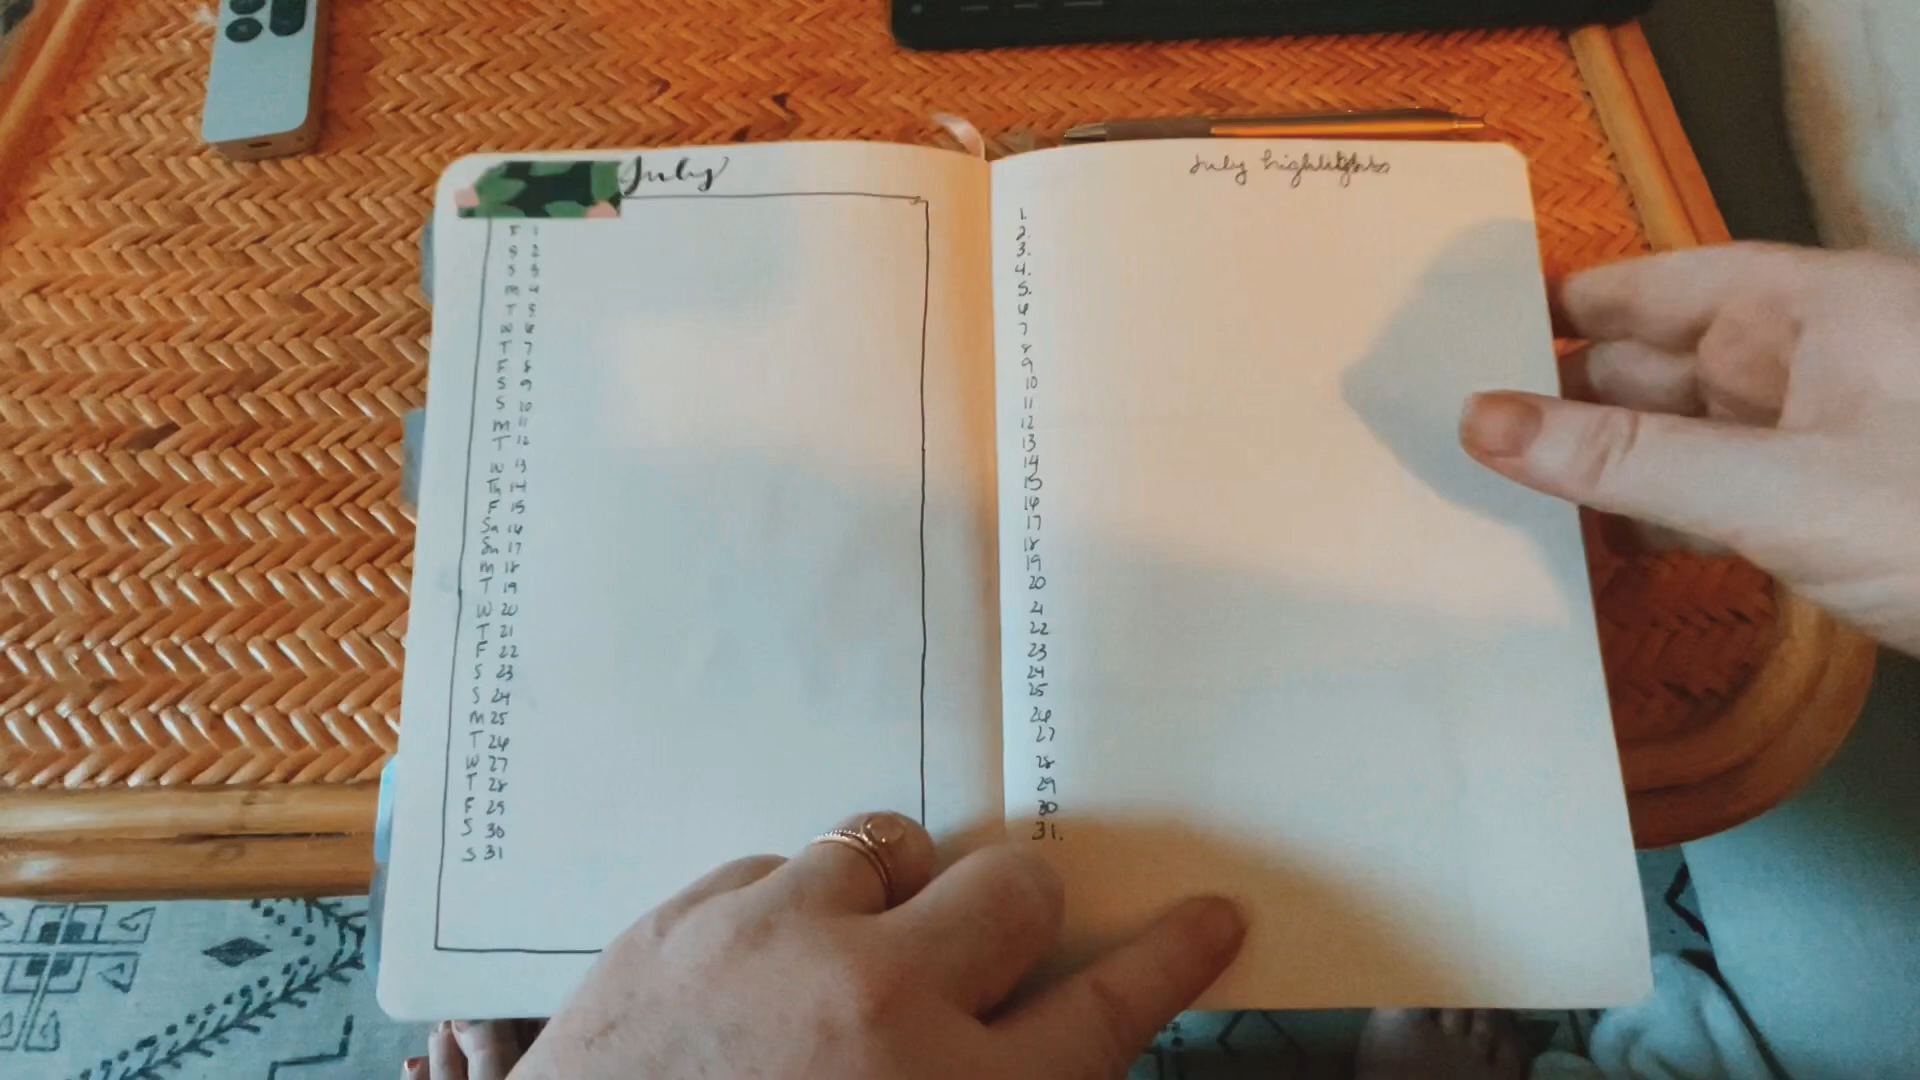 July
F 1
S 2
S 3
M 4
T 5
W 6
T 7
F 8
S 9
S 10
M 11
T 12
W 13
Th 14
F 15
Sa 16
Su 17
M 18
T 19
W 20
T 21
F 22
S 23
S 24
M 25
T 26
W 27
T 28
F 29
S 30
S 31
July highlights
1.
2.
3.
4.
5.
6
7
8
9
10
11
12
13
14
15
16
17
18
19
20
21
22
23
24
25
26
27
28
29
30
31.